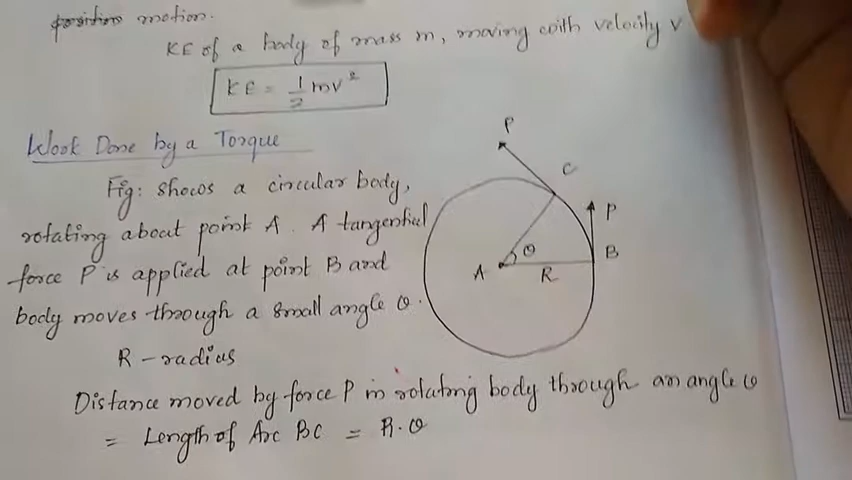 position motion.
KE of a body of mass m, moving with velocity v
KE = 1/2 mv²
Work Done by a Torque
Fig: shows a circular body,
rotating about point A. A tangential
force P is applied at point B and
body moves through a small angle θ.
R - radius
Distance moved by force P in rotating body through an angle θ
= Length of Arc BC = R.θ
P
C
P
θ
B
A
R